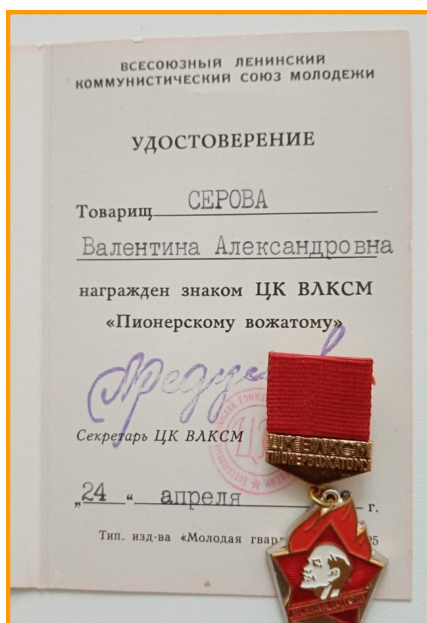 ВСЕСОЮЗНЫЙ ЛЕНИНСКИЙ
КОММУНИСТИЧЕСКИЙ СОЮЗ МОЛОДЕЖИ
УДОСТОВЕРЕНИЕ
Товарищ СЕРОВА
Валентина Александровна
награжден знаком ЦК ВЛКСМ
«Пионерскому вожатому»
Секретарь ЦК ВЛКСМ
„24 “ апреля г.
Тип. изд-ва «Молодая
ЦК ВЛКСМ
ПИОНЕРВОЖАТОМУ